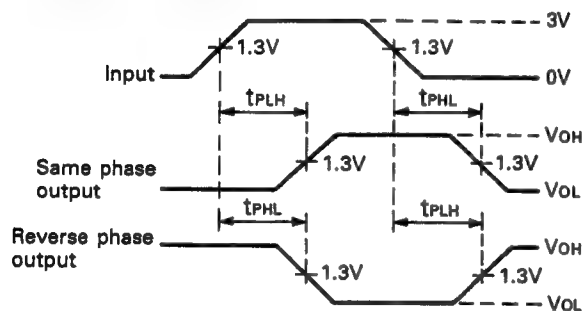 3V
1.3V
1.3V
Input
0V
tPLH
tPHL
VOH
Same phase
output
1.3V
1.3V
VOL
tPHL
tPLH
Reverse phase
output
VOH
1.3V
1.3V
VOL